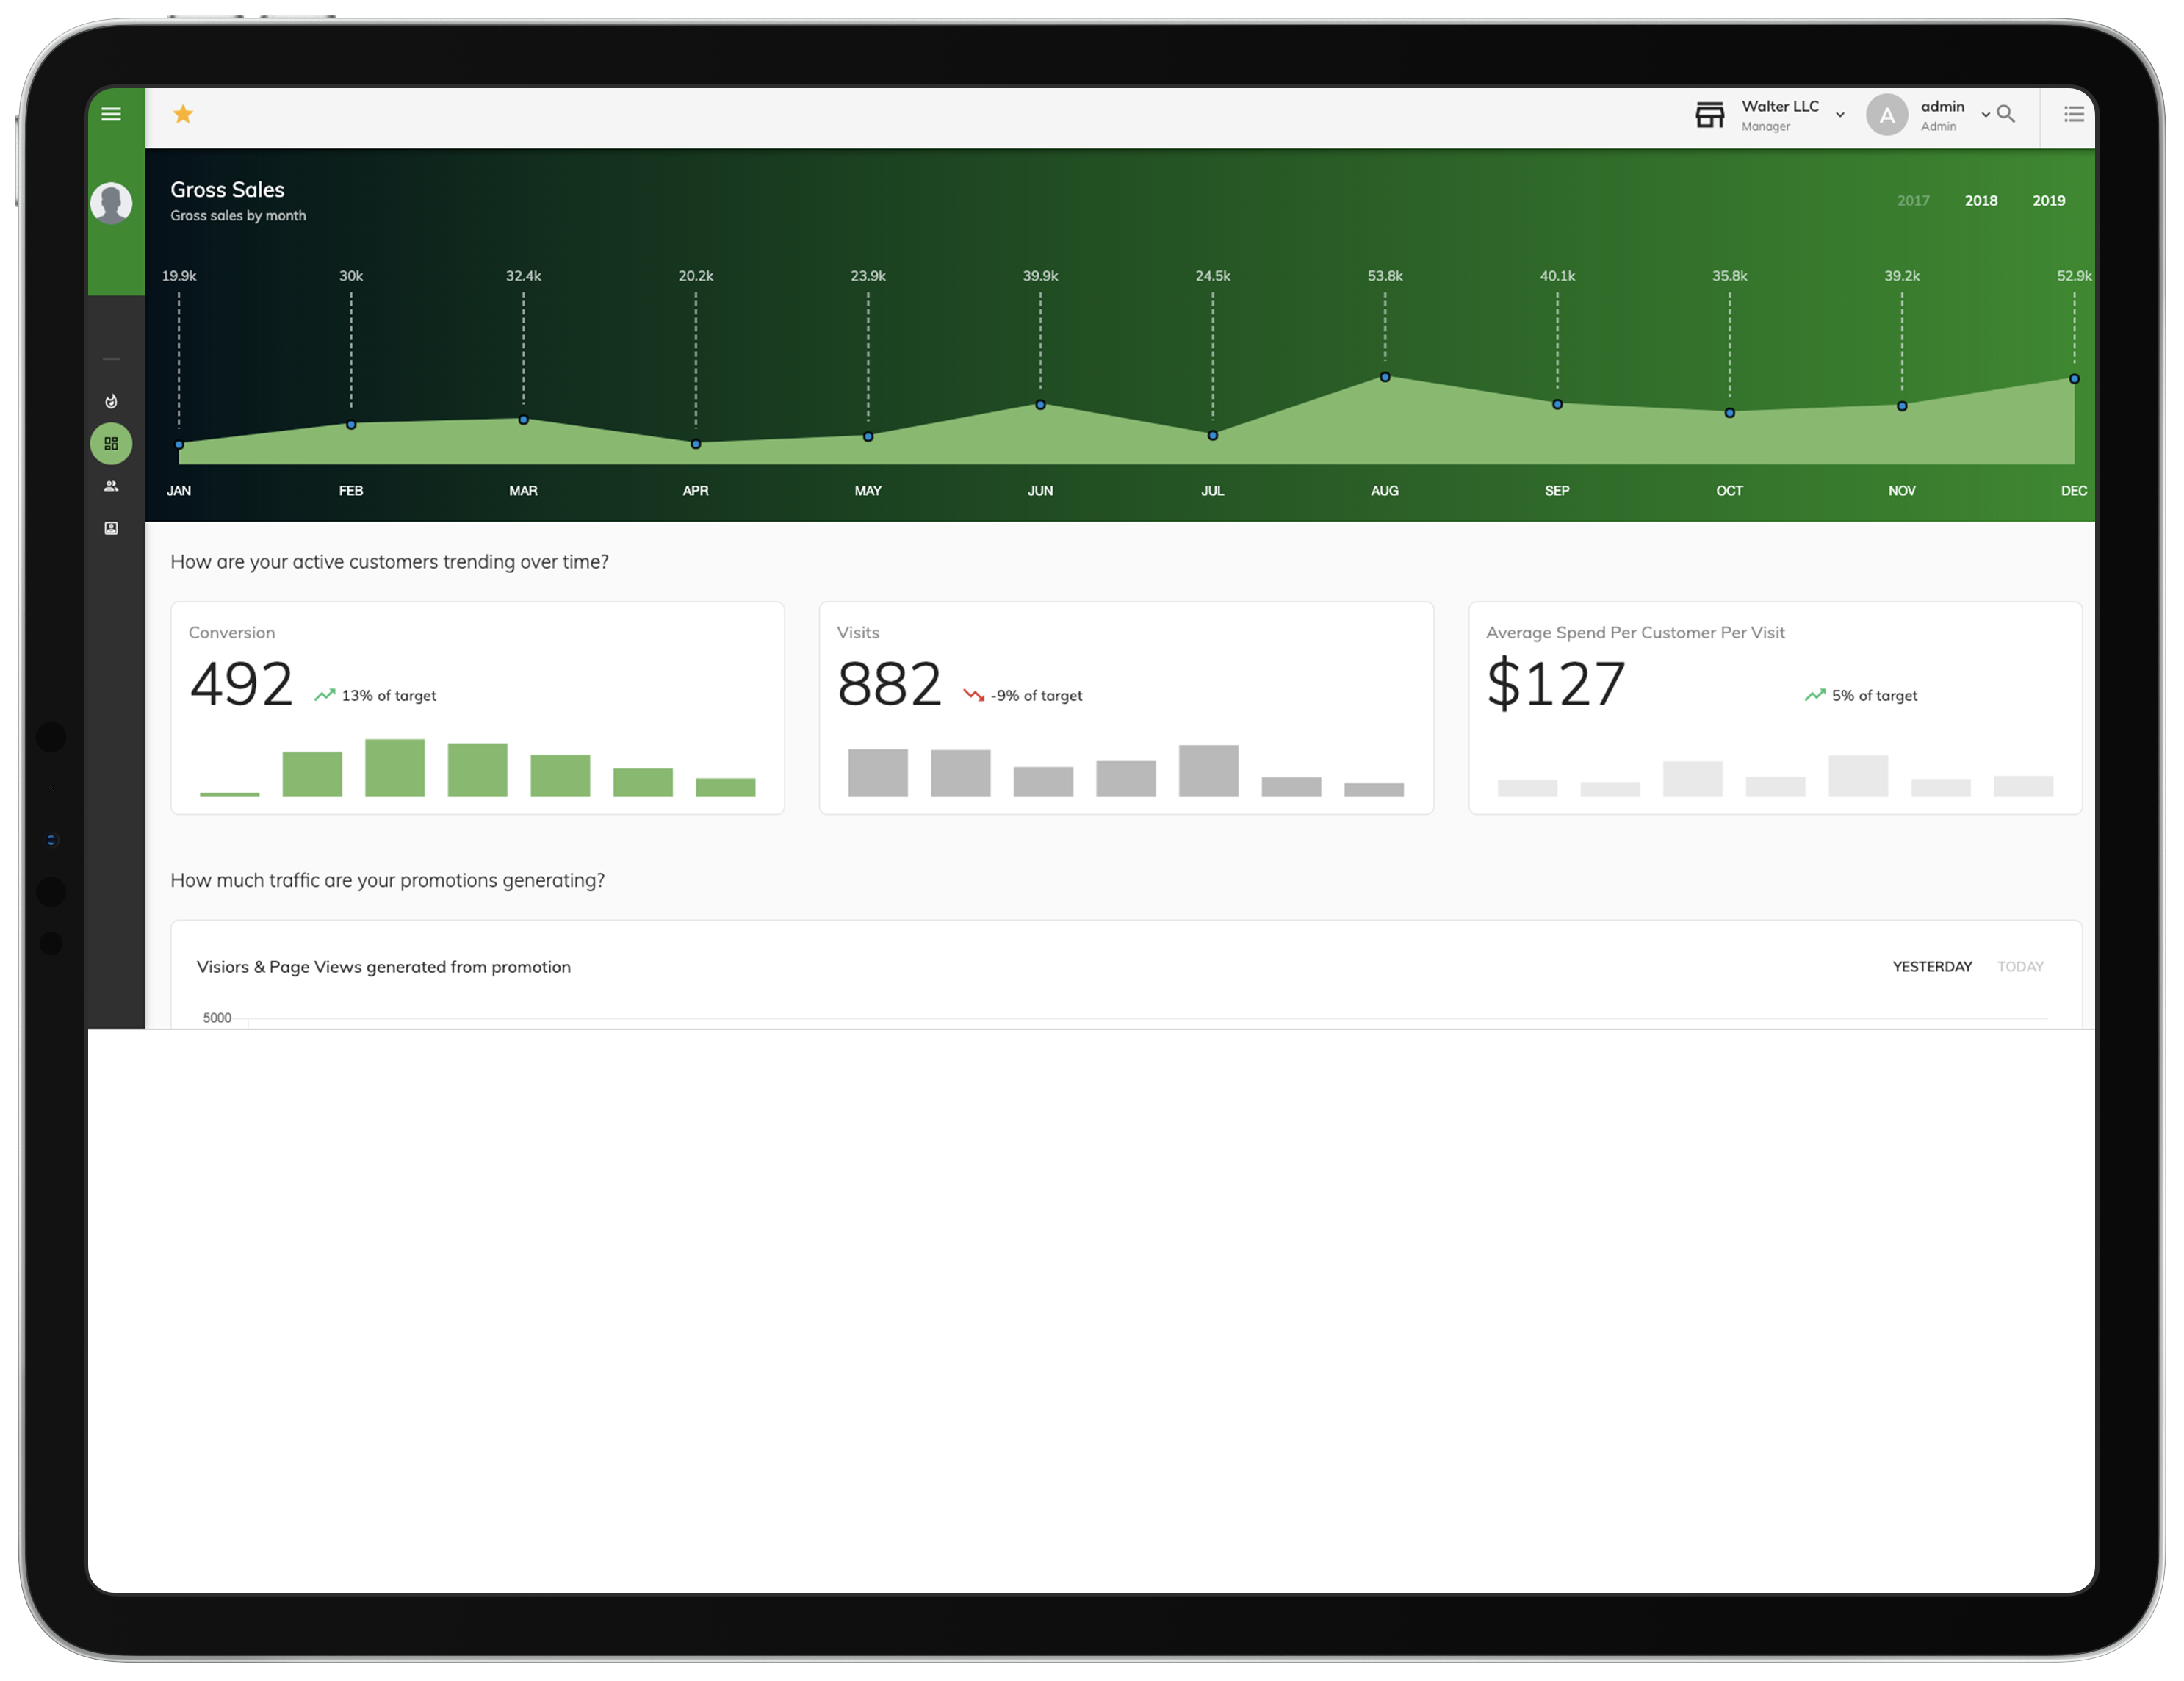 Walter LLC
Manager
A
admin
Admin
Gross Sales
Gross sales by month
2017 2018 2019
19.9k 30k 32.4k 20.2k 23.9k 39.9k 24.5k 53.8k 40.1k 35.8k 39.2k 52.9k
JAN FEB MAR APR MAY JUN JUL AUG SEP OCT NOV DEC
How are your active customers trending over time?
Conversion
492 13% of target
Visits
882 -9% of target
Average Spend Per Customer Per Visit
$127 5% of target
How much traffic are your promotions generating?
Visiors & Page Views generated from promotion
YESTERDAY TODAY
5000